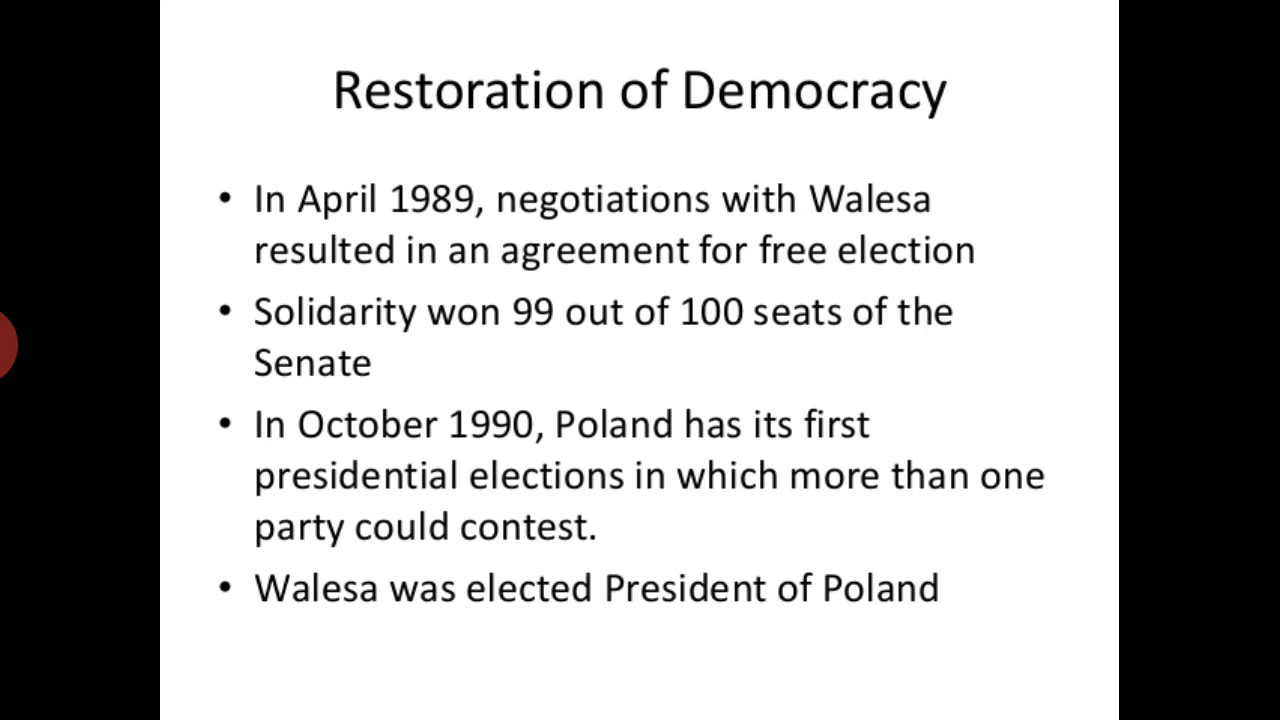 Restoration of Democracy
• In April 1989, negotiations with Walesa
resulted in an agreement for free election
• Solidarity won 99 out of 100 seats of the
Senate
• In October 1990, Poland has its first
presidential elections in which more than one
party could contest.
• Walesa was elected President of Poland